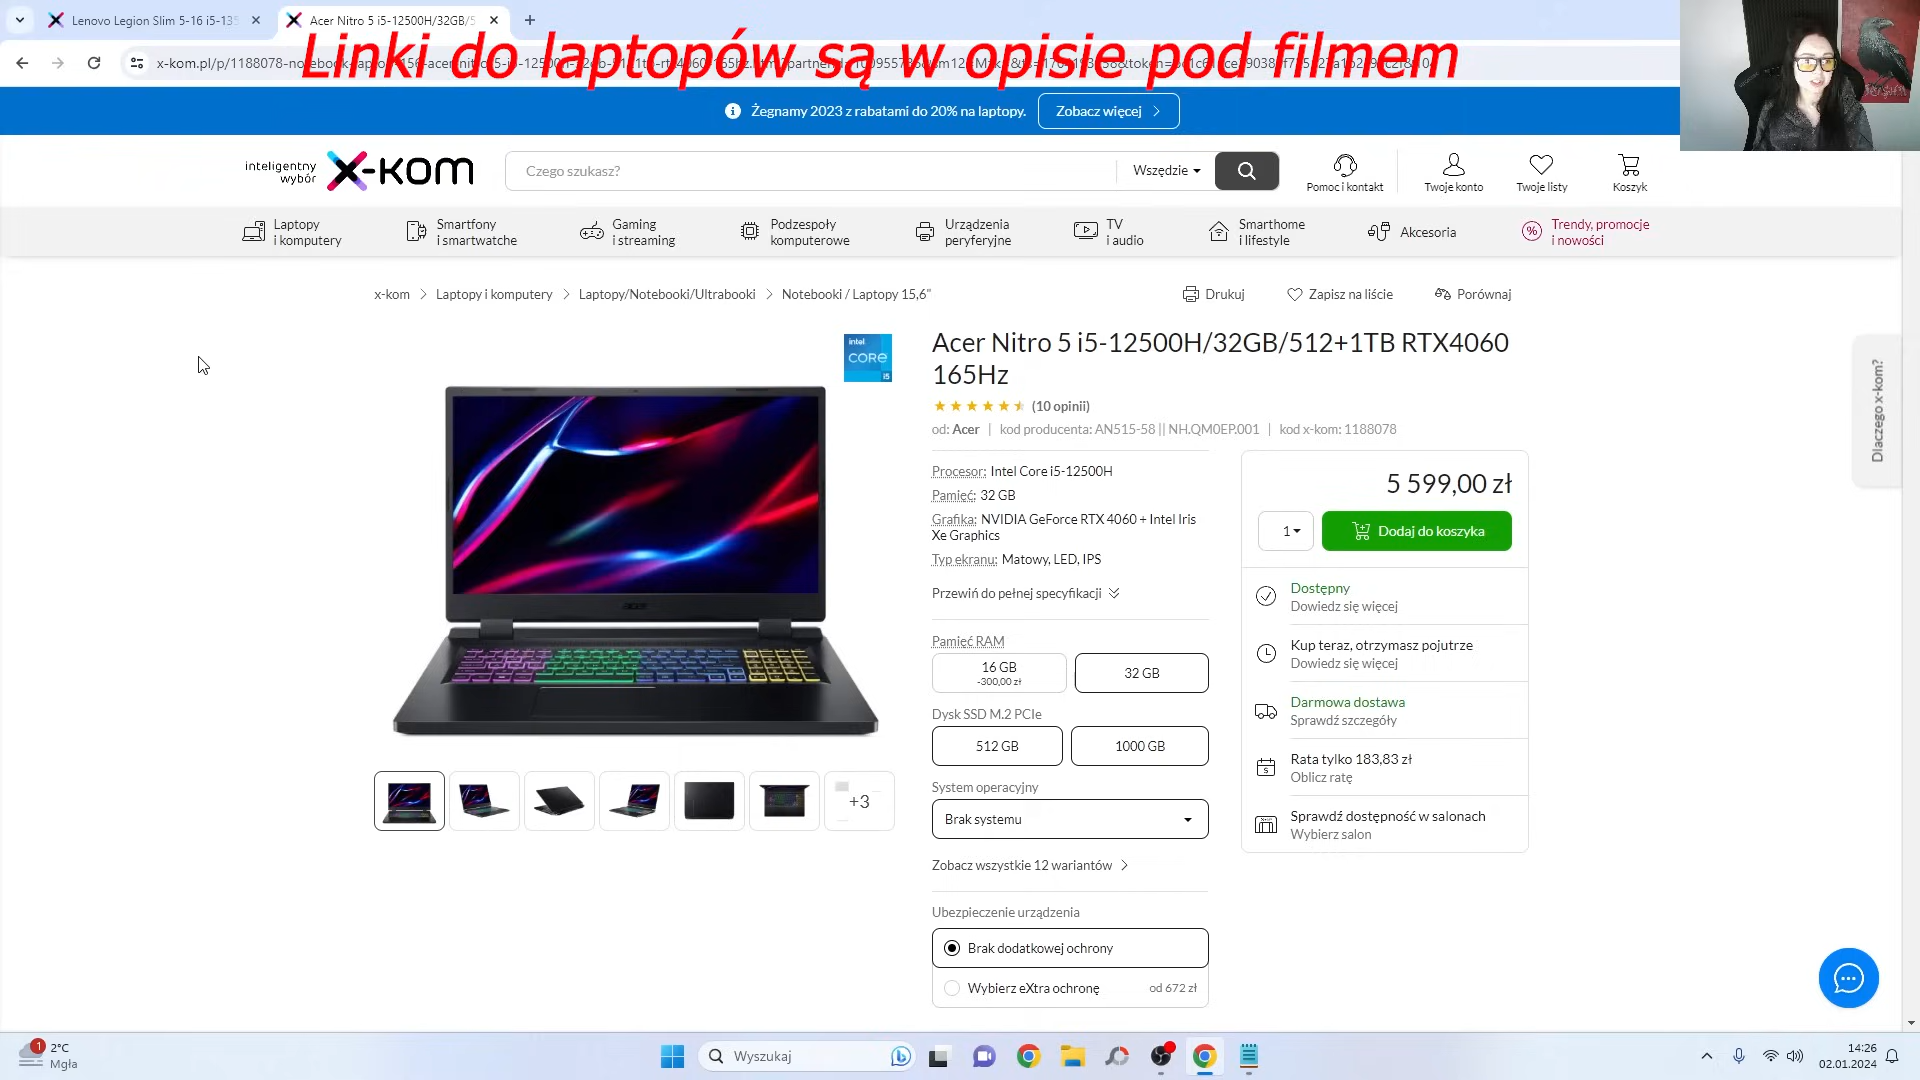 Lenovo Legion Slim 5-16 i5-135
Acer Nitro 5 i5-12500H/32GB/5
Linki do laptopów są w opisie pod filmem
Żegnamy 2023 z rabatami do 20% na laptopy.
Zobacz więcej
inteligentny
wybór
x-kom
Czego szukasz?
Wszędzie
Pomoc i kontakt
Twoje konto
Twoje listy
Koszyk
Laptopy
i komputery
Smartfony
i smartwatche
Gaming
i streaming
Podzespoły
komputerowe
Urządzenia
peryferyjne
TV
i audio
Smarthome
i lifestyle
Akcesoria
Trendy, promocje
i nowości
x-kom > Laptopy i komputery > Laptopy/Notebooki/Ultrabooki > Notebooki / Laptopy 15,6"
Drukuj
Zapisz na liście
Porównaj
Dlaczego x-kom?
intel
CORE
i5
acer
+3
Acer Nitro 5 i5-12500H/32GB/512+1TB RTX4060
165Hz
(10 opinii)
od: Acer | kod producenta: AN515-58 || NH.QM0EP.001 | kod x-kom: 1188078
Procesor: Intel Core i5-12500H
Pamięć: 32 GB
Grafika: NVIDIA GeForce RTX 4060 + Intel Iris
Xe Graphics
Typ ekranu: Matowy, LED, IPS
Przewiń do pełnej specyfikacji
Pamięć RAM
16 GB
-300,00 zł
32 GB
Dysk SSD M.2 PCIe
512 GB
1000 GB
System operacyjny
Brak systemu
Zobacz wszystkie 12 wariantów
Ubezpieczenie urządzenia
Brak dodatkowej ochrony
Wybierz eXtra ochronę
od 672 zł
5 599,00 zł
1
Dodaj do koszyka
Dostępny
Dowiedz się więcej
Kup teraz, otrzymasz pojutrze
Dowiedz się więcej
Darmowa dostawa
Sprawdź szczegóły
Rata tylko 183,83 zł
Oblicz ratę
Sprawdź dostępność w salonach
Wybierz salon
1
2°C
Mgła
Wyszukaj
14:26
02.01.2024